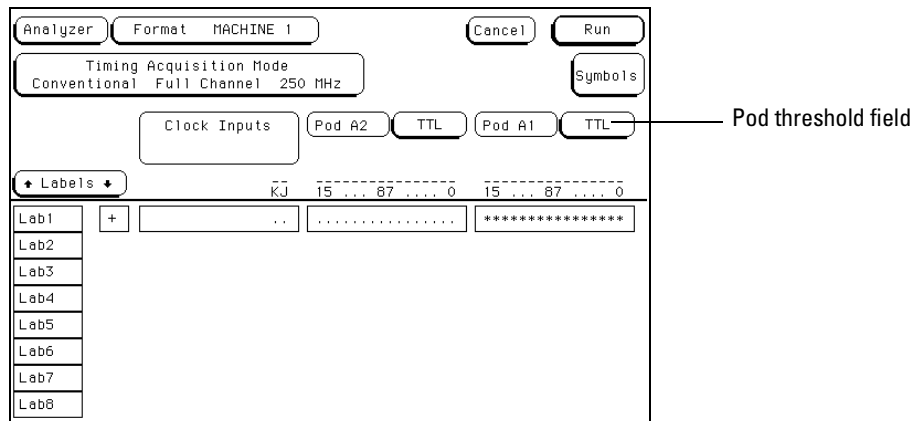 Analyzer Format MACHINE 1 Cancel Run
Timing Acquisition Mode
Conventional Full Channel 250 MHz
Symbols
Clock Inputs Pod A2 TTL Pod A1 TTL Pod threshold field
↑ Labels ↓ KJ 15 ... 87 .... 0 15 ... 87 .... 0
Lab1 + .. ................ ****************
Lab2
Lab3
Lab4
Lab5
Lab6
Lab7
Lab8